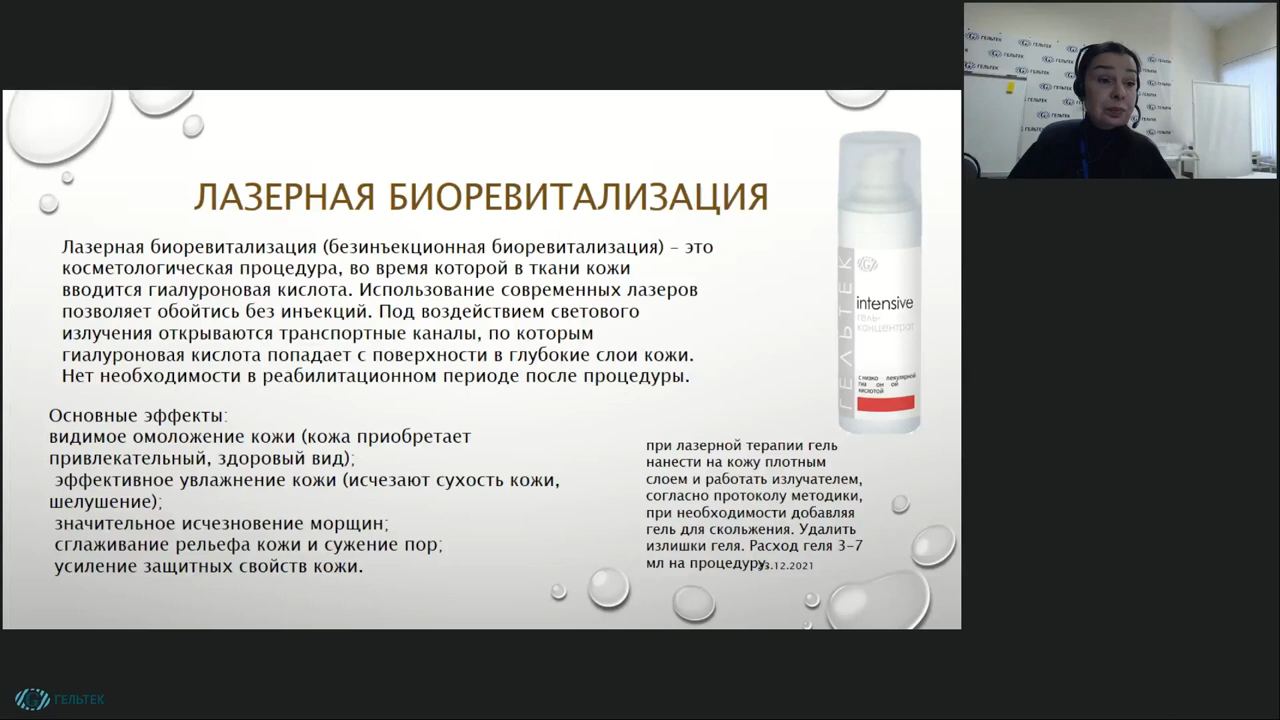 ЛАЗЕРНАЯ БИОРЕВИТАЛИЗАЦИЯ
Лазерная биоревитализация (безинъекционная биоревитализация) – это
косметологическая процедура, во время которой в ткани кожи
вводится гиалуроновая кислота. Использование современных лазеров
позволяет обойтись без инъекций. Под воздействием светового
излучения открываются транспортные каналы, по которым
гиалуроновая кислота попадает с поверхности в глубокие слои кожи.
Нет необходимости в реабилитационном периоде после процедуры.
Основные эффекты:
видимое омоложение кожи (кожа приобретает
привлекательный, здоровый вид);
эффективное увлажнение кожи (исчезают сухость кожи,
шелушение);
значительное исчезновение морщин;
сглаживание рельефа кожи и сужение пор;
усиление защитных свойств кожи.
ГЕЛЬТЕК
intensive
гель-
концентрат
при лазерной терапии гель
нанести на кожу плотным
слоем и работать излучателем,
согласно протоколу методики,
при необходимости добавляя
гель для скольжения. Удалить
излишки геля. Расход геля 3-7
мл на процедуру.
.12.2021
ГЕЛЬТЕК
ГЕЛЬТЕК
ГЕЛЬТЕК
ГЕЛЬТЕК